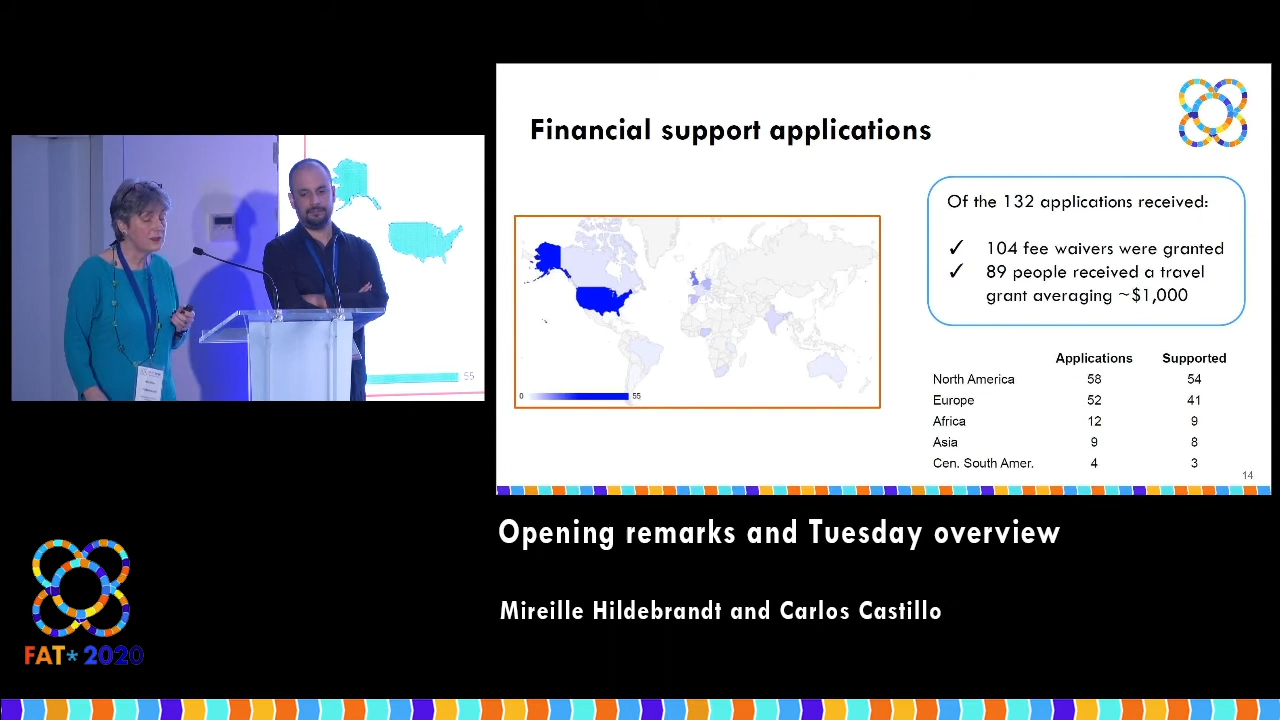 Financial support applications
Of the 132 applications received:
✓ 104 fee waivers were granted
✓ 89 people received a travel
grant averaging ~$1,000
0
55
Applications Supported
North America 58 54
Europe 52 41
Africa 12 9
Asia 9 8
Cen. South Amer. 4 3
14
55
Opening remarks and Tuesday overview
Mireille Hildebrandt and Carlos Castillo
FAT* 2020